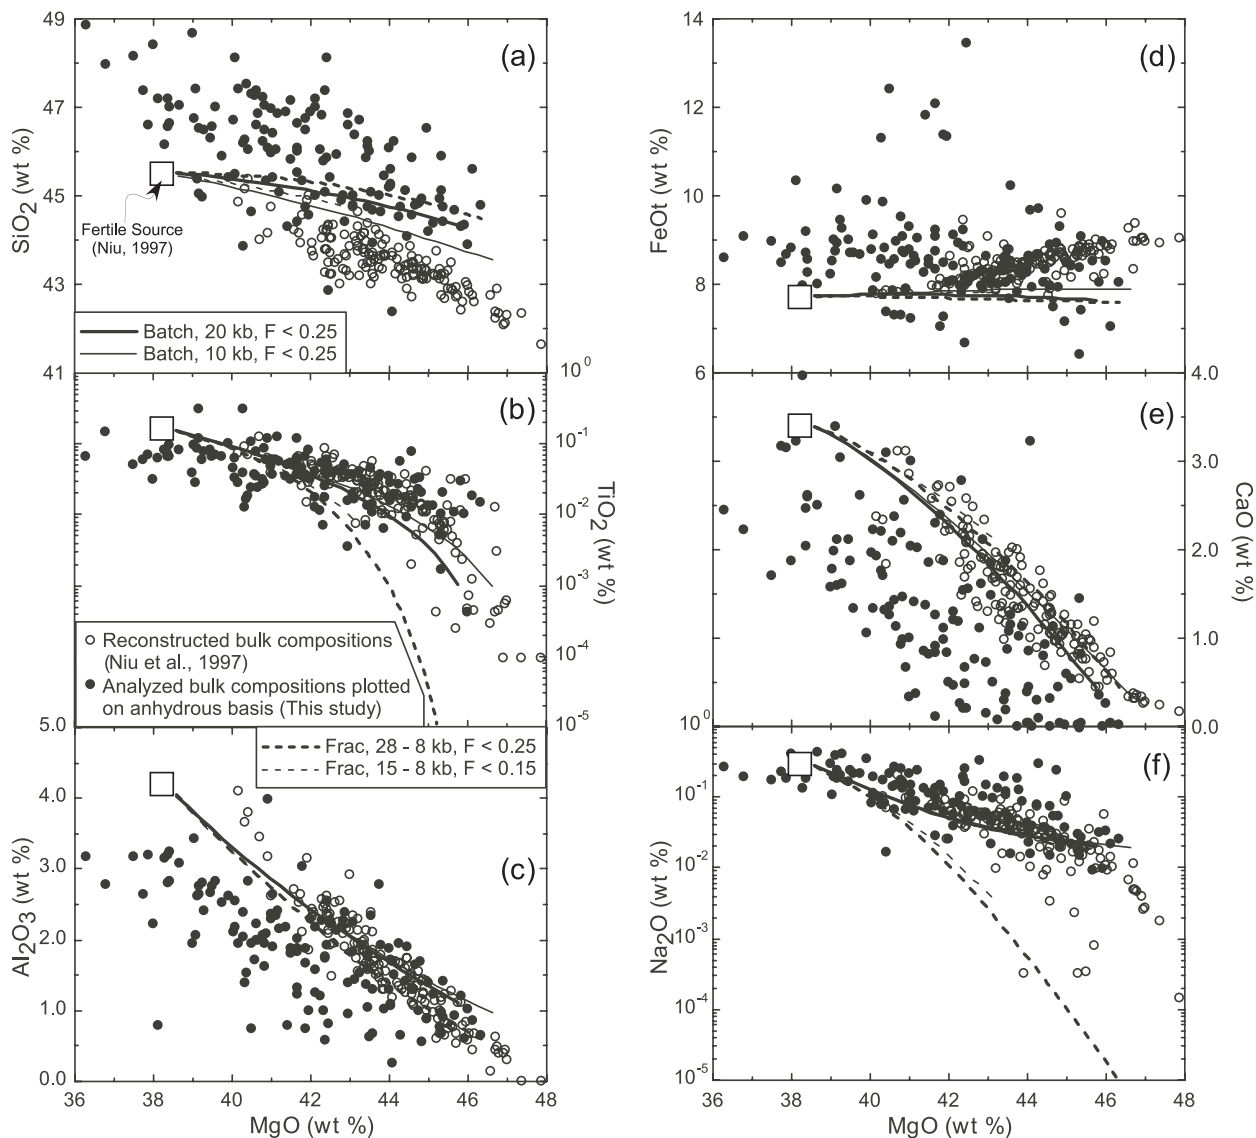 49
47
45
43
41
SiO2 (wt %)
(a)
Fertile Source
(Niu, 1997)
Batch, 20 kb, F < 0.25
Batch, 10 kb, F < 0.25
10^0
10^-1
10^-2
10^-3
10^-4
10^-5
TiO2 (wt %)
(b)
Reconstructed bulk compositions
(Niu et al., 1997)
Analyzed bulk compositions plotted
on anhydrous basis (This study)
5.0
4.0
3.0
2.0
1.0
0.0
Al2O3 (wt %)
Frac, 28 - 8 kb, F < 0.25
Frac, 15 - 8 kb, F < 0.15
(c)
36 38 40 42 44 46 48
MgO (wt %)
14
12
10
8
6
FeOt (wt %)
(d)
4.0
3.0
2.0
1.0
0.0
CaO (wt %)
(e)
10^0
10^-1
10^-2
10^-3
10^-4
10^-5
Na2O (wt %)
(f)
36 38 40 42 44 46 48
MgO (wt %)